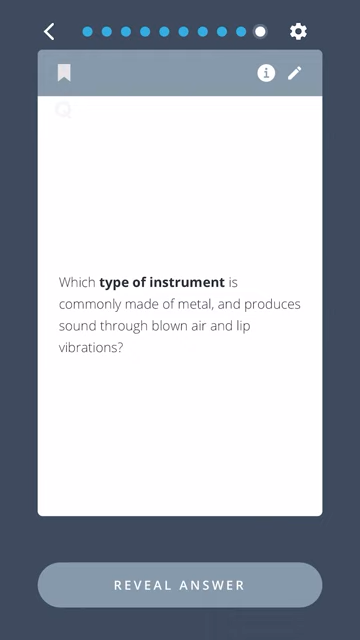 Q
Which type of instrument is
commonly made of metal, and produces
sound through blown air and lip
vibrations?
REVEAL ANSWER